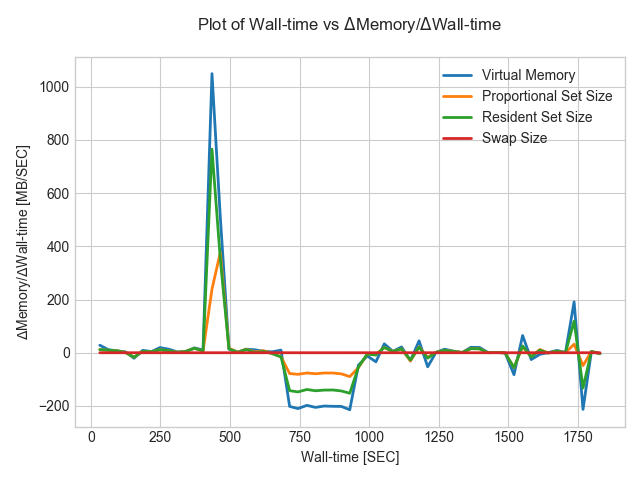 Plot of Wall-time vs ΔMemory/ΔWall-time
ΔMemory/ΔWall-time [MB/SEC]
1000
800
600
400
200
0
−200
Virtual Memory
Proportional Set Size
Resident Set Size
Swap Size
0 250 500 750 1000 1250 1500 1750
Wall-time [SEC]